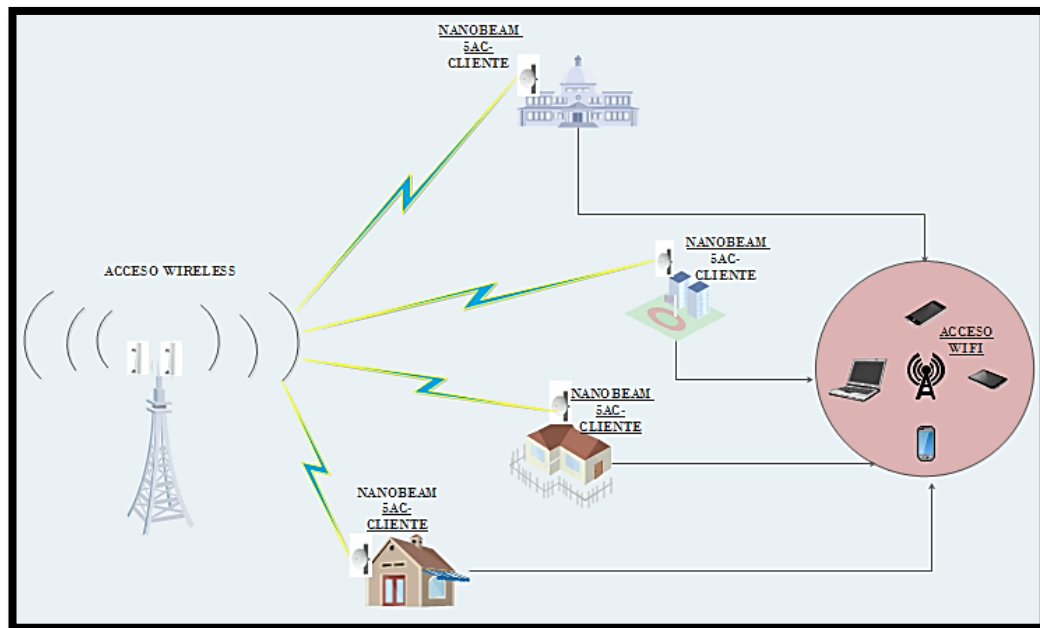 NANOBEAM
5AC-
CLIENTE
NANOBEAM
5AC-
CLIENTE
ACCESO WIRELESS
ACCESO
WIFI
NANOBEAM
5AC-
CLIENTE
NANOBEAM
5AC-
CLIENTE